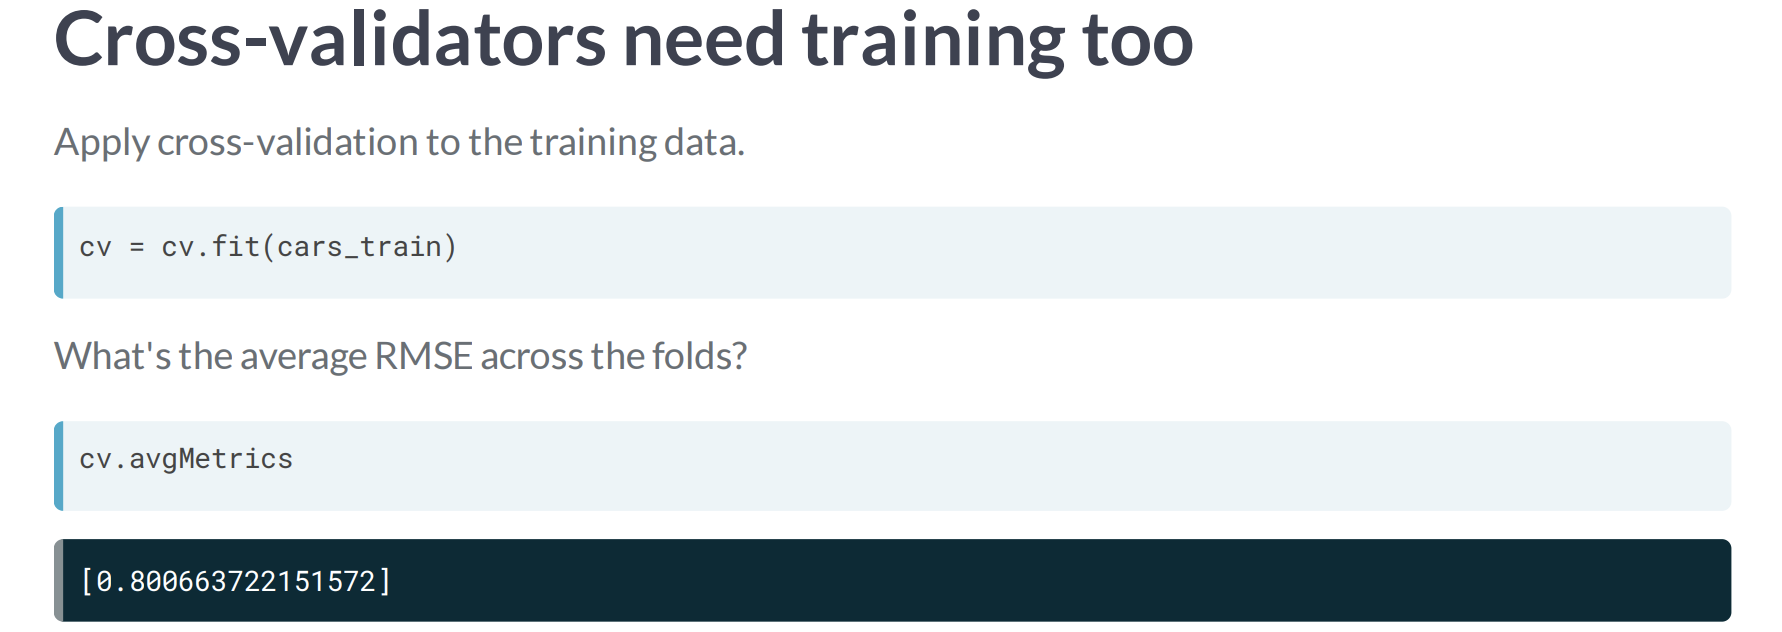 Cross-validators need training too
Apply cross-validation to the training data.
cv = cv.fit(cars_train)
What's the average RMSE across the folds?
cv.avgMetrics
[0.800663722151572]